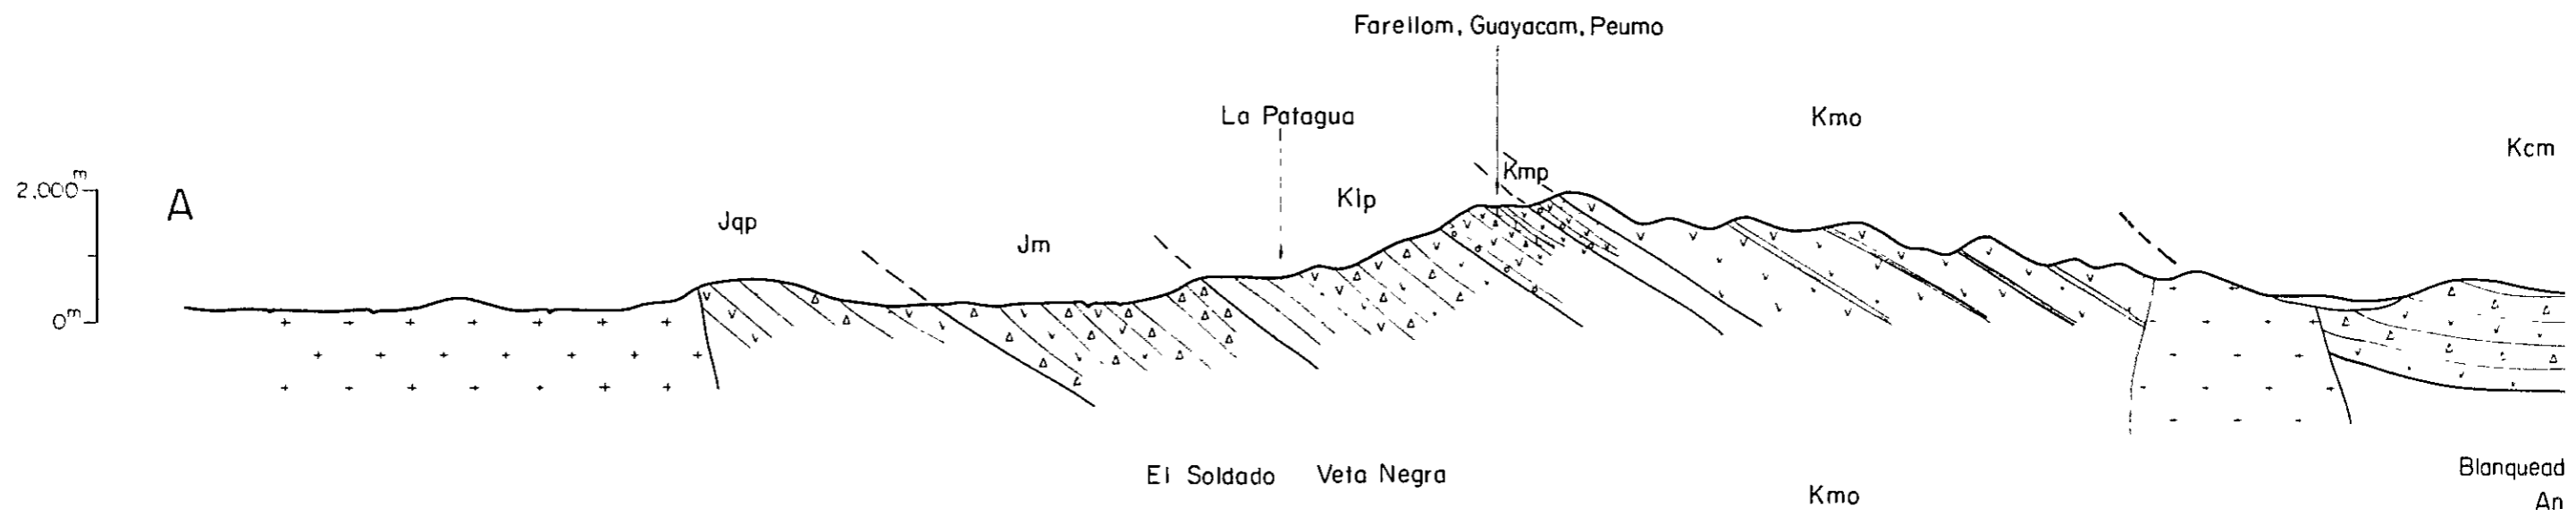 Farellom, Guayacam, Peumo
La Patagua
Kmo
Kcm
2,000m
A
Jqp
Jm
Klp
Kmp
0m
El Soldado Veta Negra
Kmo
Blanquead
An